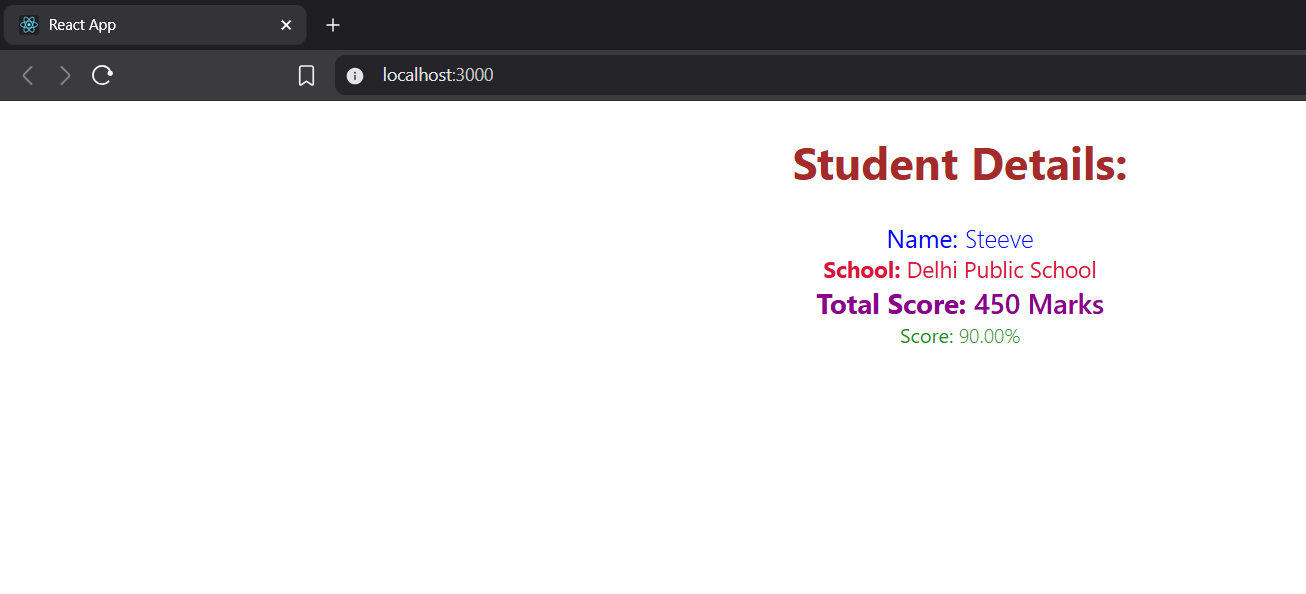 React App
localhost:3000
Student Details:
Name: Steeve
School: Delhi Public School
Total Score: 450 Marks
Score: 90.00%